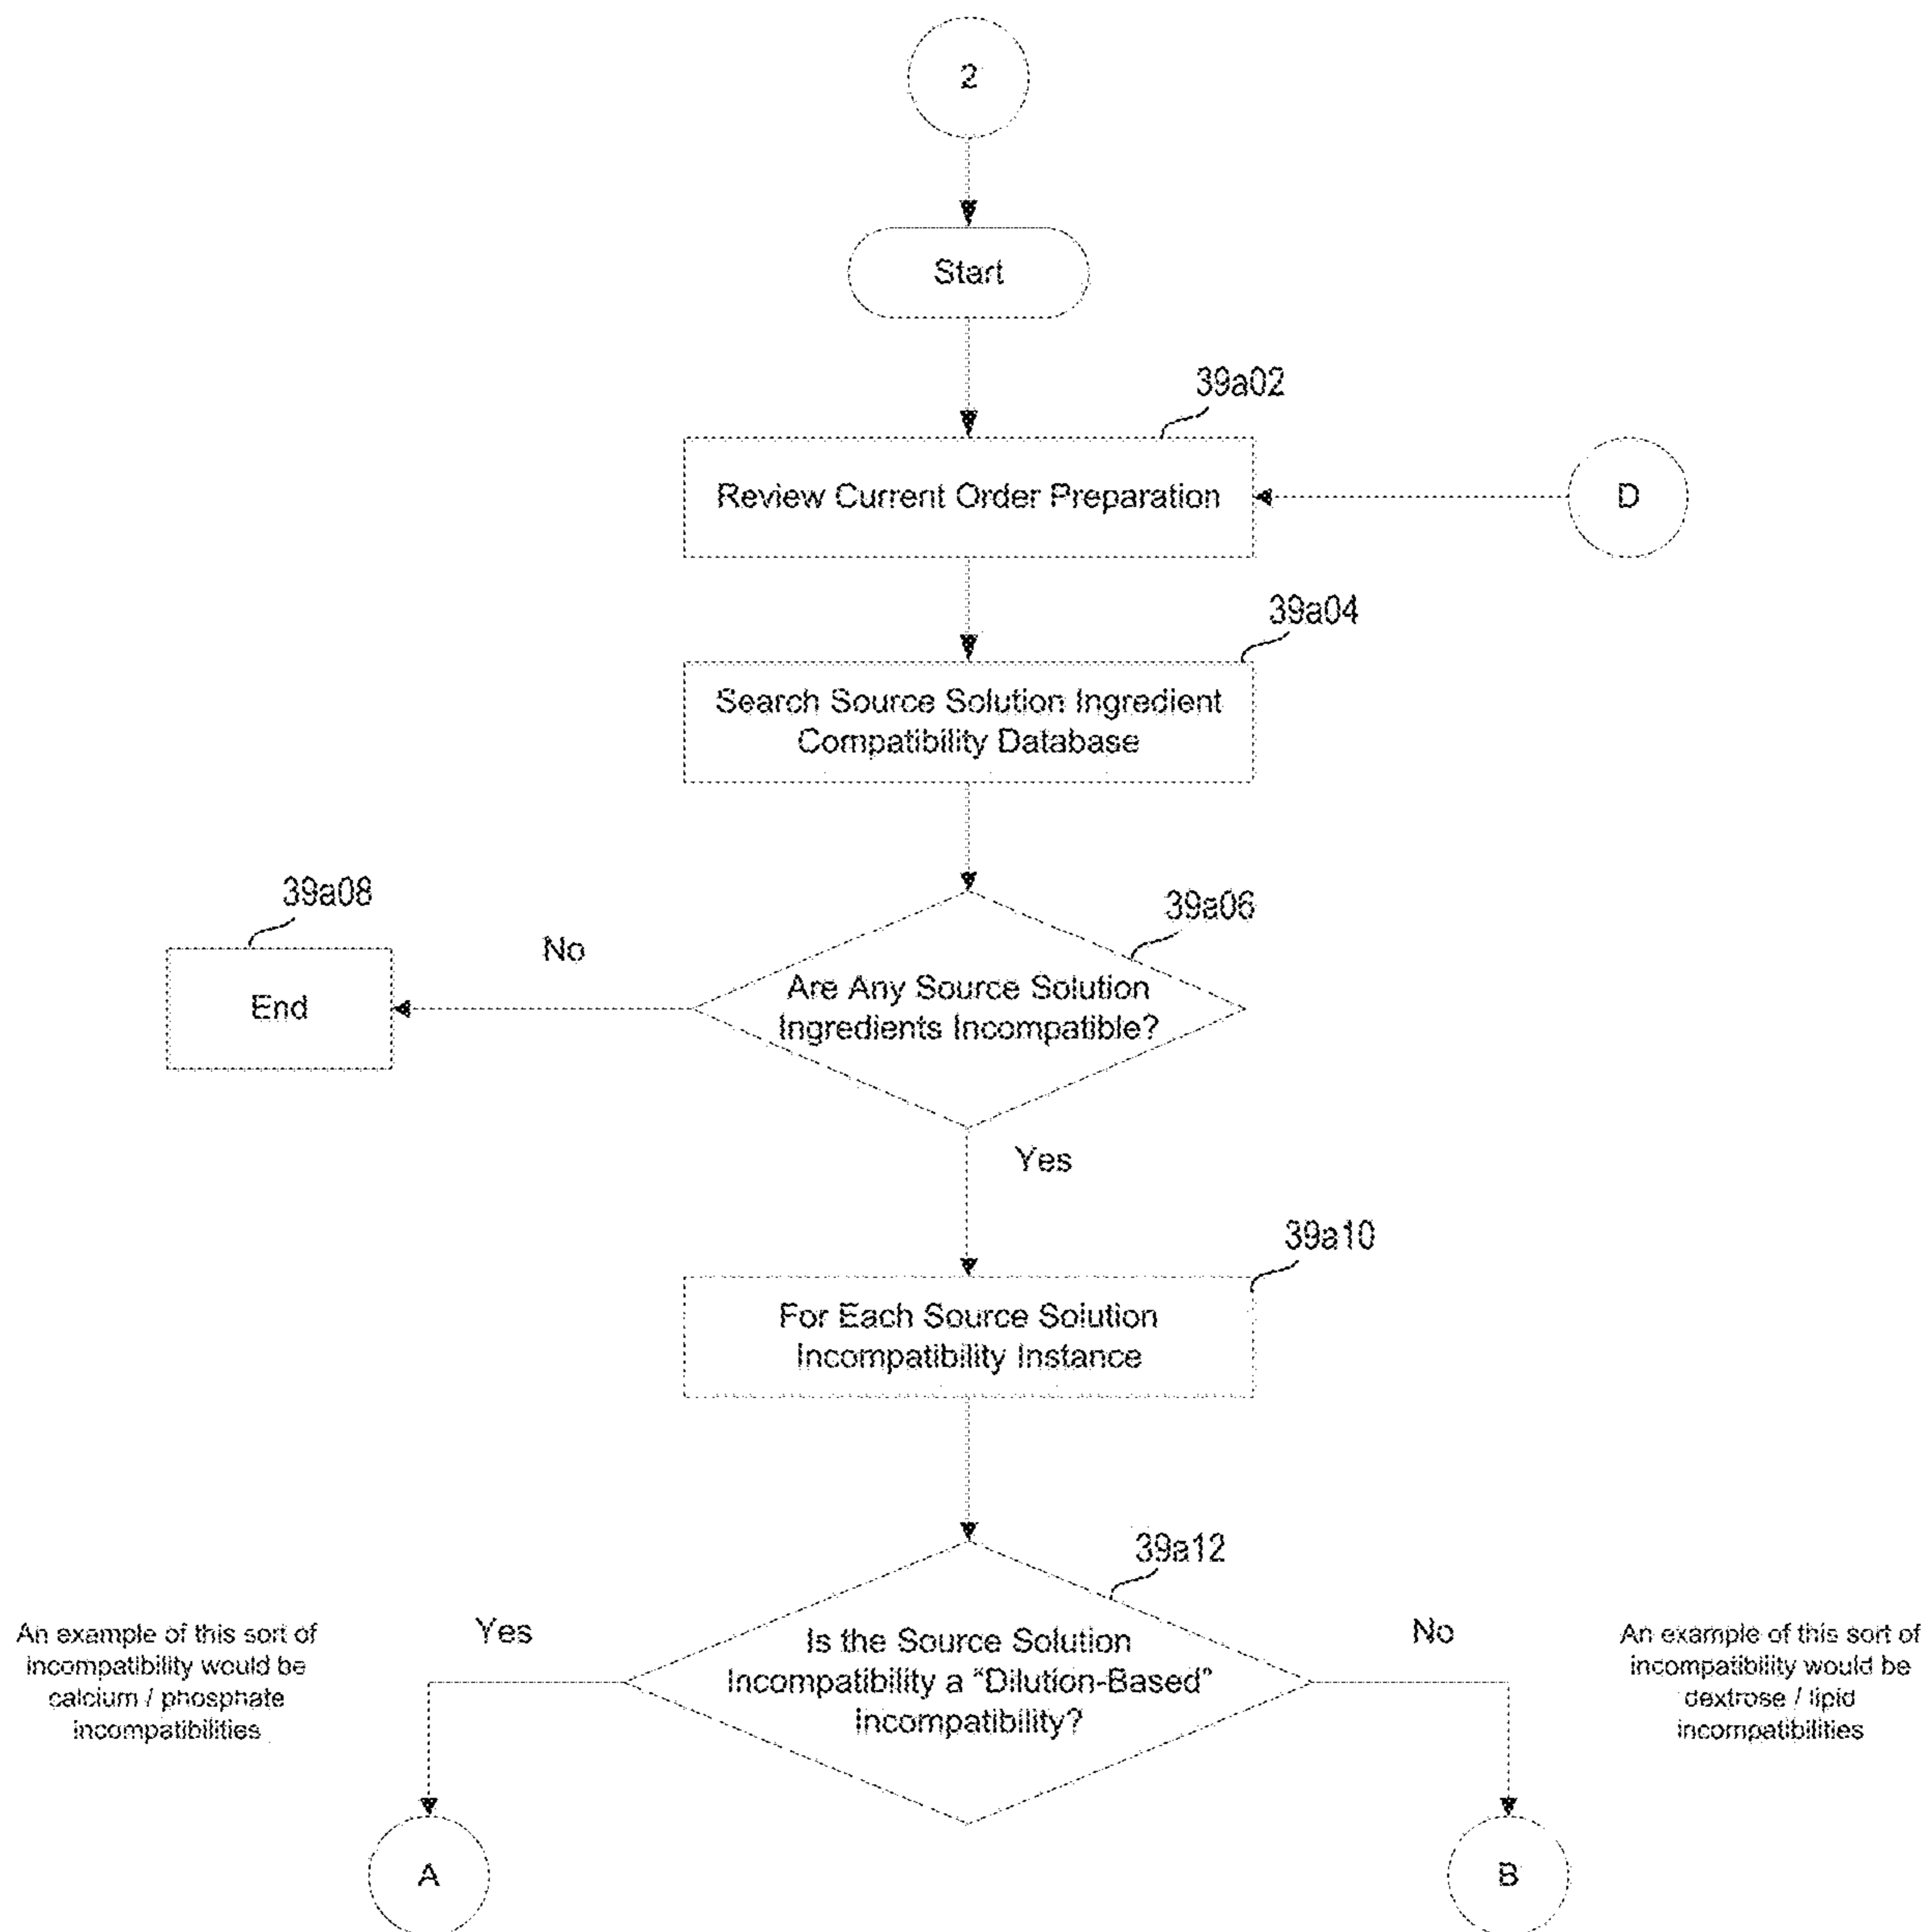 2
Start
39a02
Review Current Order Preparation
D
39a04
Search Source Solution Ingredient
Compatibility Database
39a08
End
No
39a06
Are Any Source Solution
Ingredients Incompatible?
Yes
39a10
For Each Source Solution
Incompatibility Instance
39a12
An example of this sort of
incompatibility would be
calcium / phosphate
incompatibilities
Yes
Is the Source Solution
Incompatibility a “Dilution-Based”
Incompatibility?
No
An example of this sort of
incompatibility would be
dextrose / lipid
incompatibilities
A
B